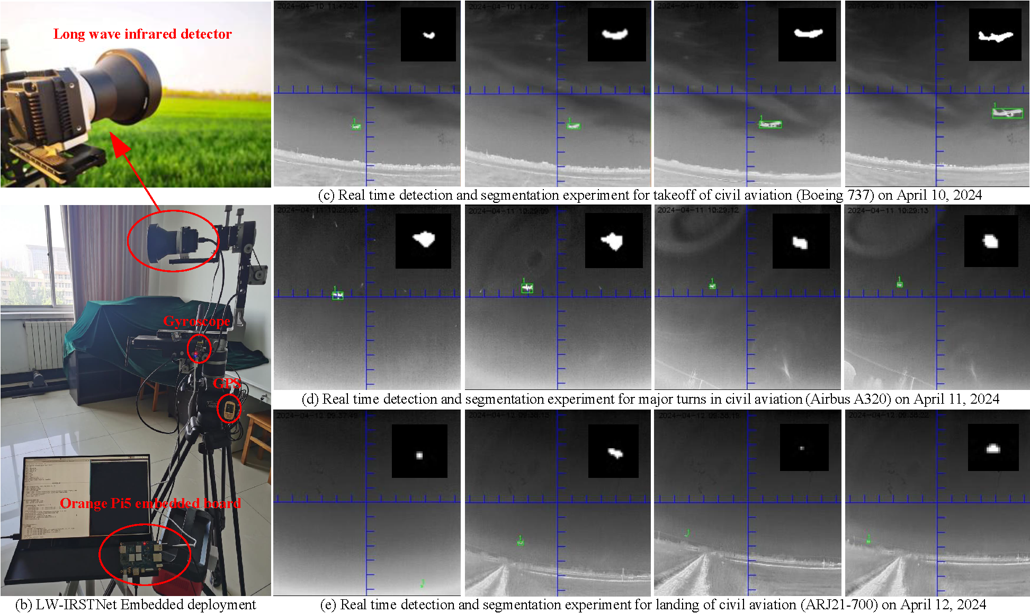 Long wave infrared detector
(c) Real time detection and segmentation experiment for takeoff of civil aviation (Boeing 737) on April 10, 2024
Gyroscope
GPS
(d) Real time detection and segmentation experiment for major turns in civil aviation (Airbus A320) on April 11, 2024
Orange Pi5 embedded board
(b) LW-IRSTNet Embedded deployment
(e) Real time detection and segmentation experiment for landing of civil aviation (ARJ21-700) on April 12, 2024